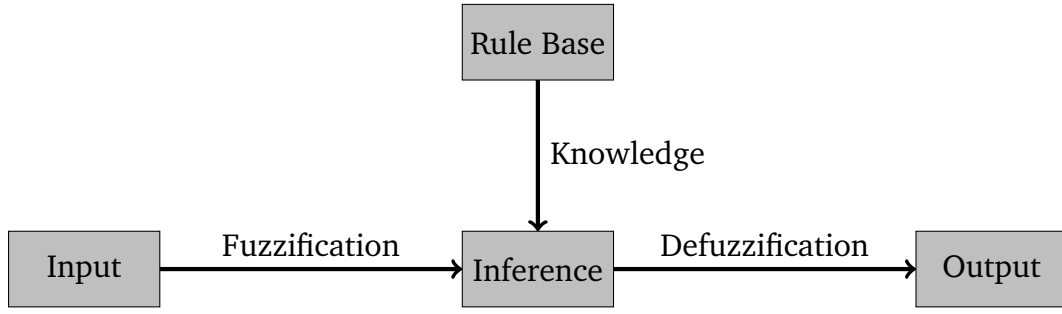 Rule Base
Knowledge
Fuzzification
Defuzzification
Input
Inference
Output